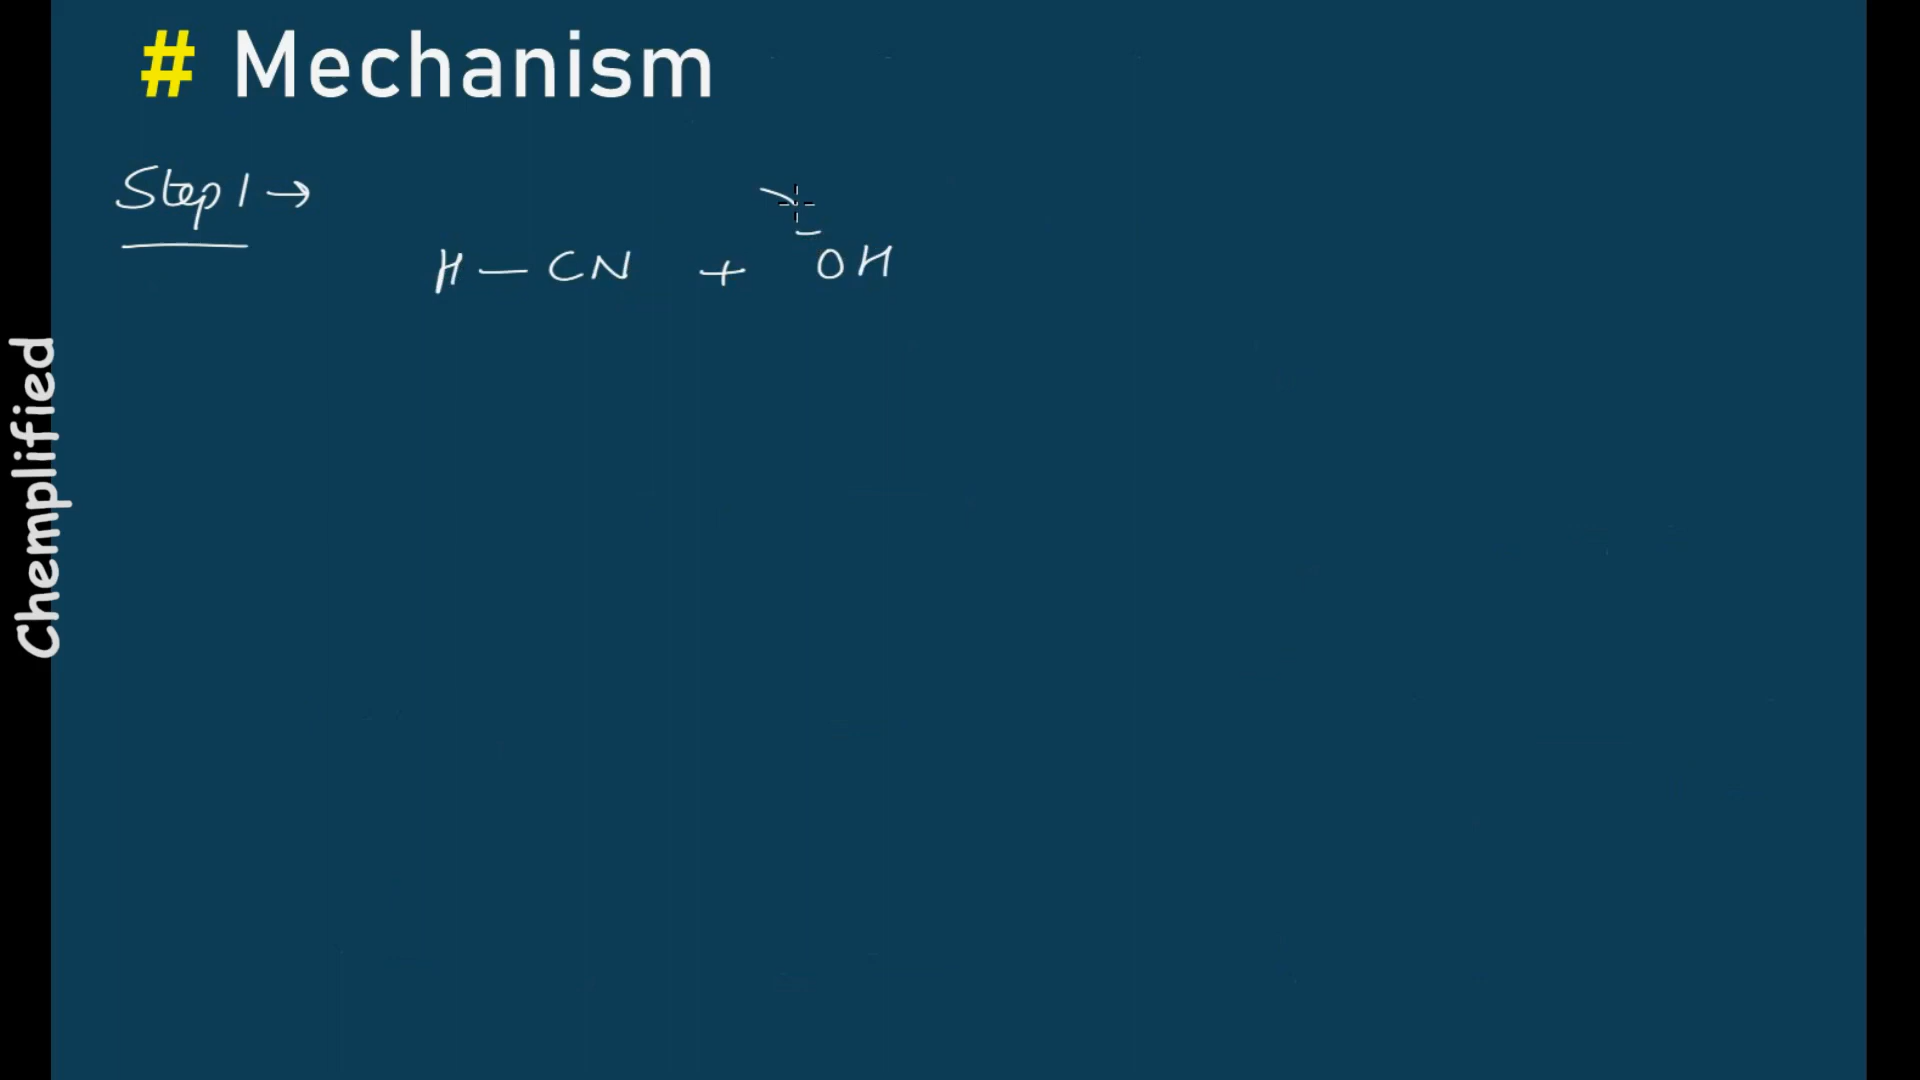 # Mechanism
Step 1 →
H — CN + ⁻OH
Chemplified